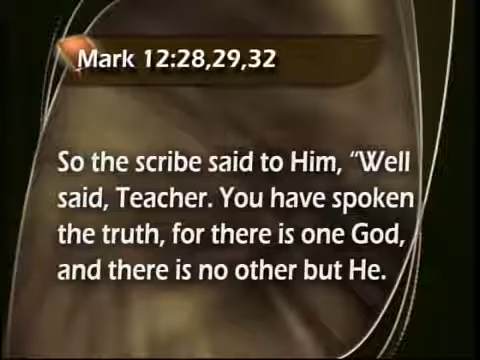 Mark 12:28,29,32
So the scribe said to Him, “Well
said, Teacher. You have spoken
the truth, for there is one God,
and there is no other but He.